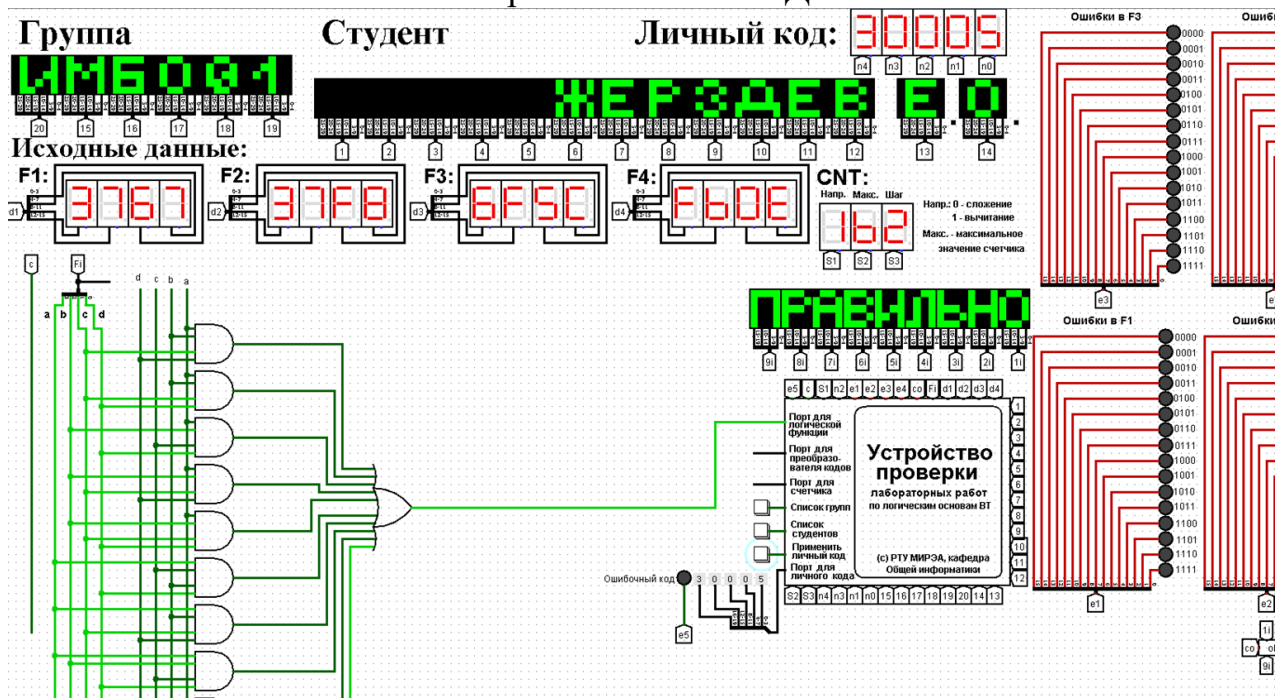 Группа Студент Личный код: 30005
n4 n3 n2 n1 n0
ИМБО01 ЖЕРЗДЕВ Е.О.
20 15 16 17 18 19 1 2 3 4 5 6 7 8 9 10 11 12 13 14
Исходные данные:
F1: 3767 F2: 37F8 F3: 6F5C F4: Fb0E CNT:
d1 d2 d3 d4
Напр. Макс. Шаг
1b2
S1 S2 S3
Напр.: 0 - сложение
1 - вычитание
Макс. - максимальное
значение счетчика
c Fi
d c b a
a b c d
ПРАВИЛЬНО
9i 8i 7i 6i 5i 4i 3i 2i 1i
e5 c S1 n2 e1 e2 e3 e4 co Fi d1 d2 d3 d4
Порт для
логической
функции
Порт для
преобразо-
вателя кодов
Порт для
счетчика
Список групп
Список
студентов
Применить
личный код
Порт для
личного кода
Устройство
проверки
лабораторных работ
по логическим основам ВТ
(c) РТУ МИРЭА, кафедра
Общей информатики
1
2
3
4
5
6
7
8
9
10
11
12
S2 S3 n4 n3 n1 n0 15 16 17 18 19 20 14 13
Ошибочный код 3 0 0 0 5
e5
Ошибки в F3
0000
0001
0010
0011
0100
0101
0110
0111
1000
1001
1010
1011
1100
1101
1110
1111
e3
Ошибки в F1
0000
0001
0010
0011
0100
0101
0110
0111
1000
1001
1010
1011
1100
1101
1110
1111
e1
e2
1i
co
9i